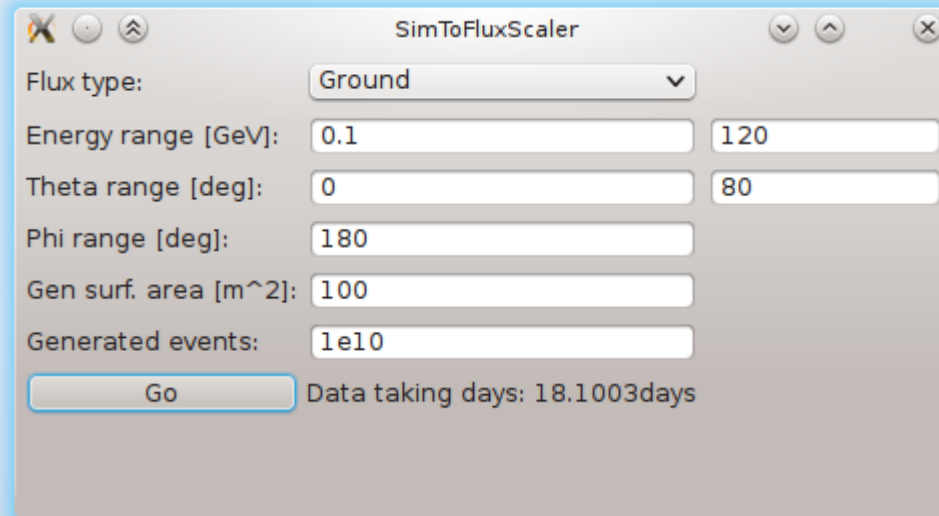 SimToFluxScaler
Flux type: Ground
Energy range [GeV]: 0.1 120
Theta range [deg]: 0 80
Phi range [deg]: 180
Gen surf. area [m^2]: 100
Generated events: 1e10
Go Data taking days: 18.1003days